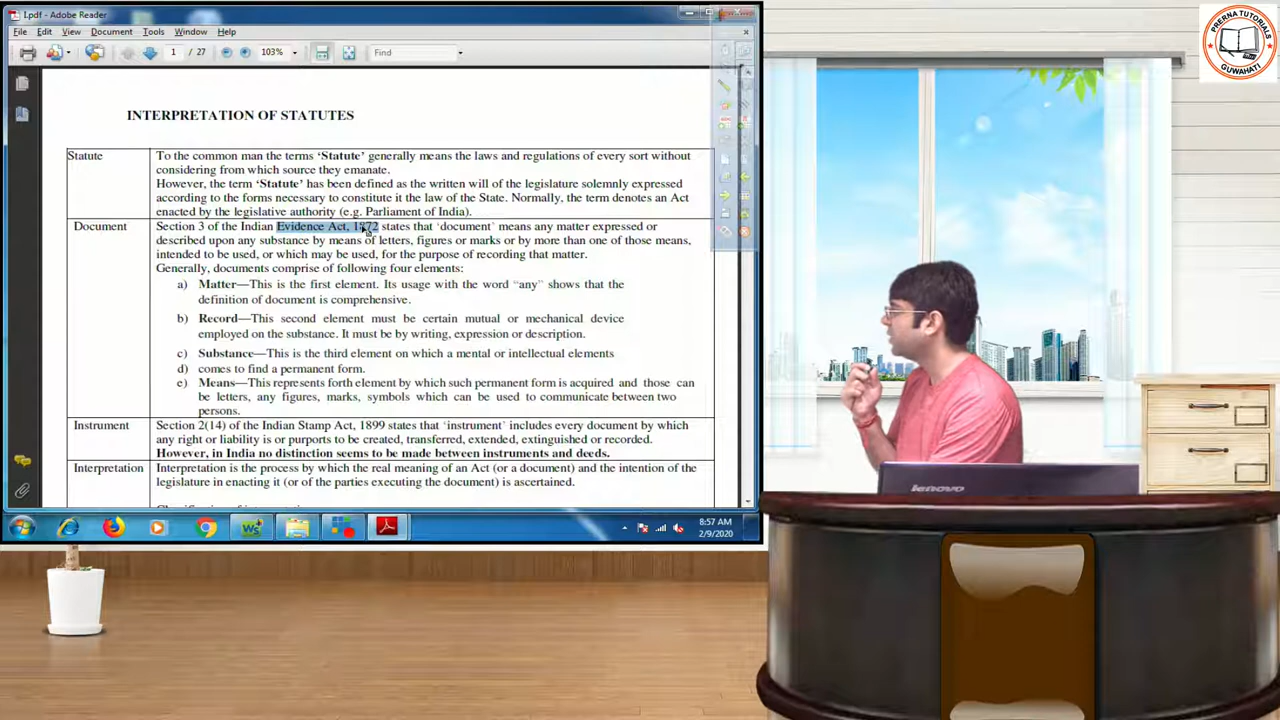 1.pdf - Adobe Reader
File Edit View Document Tools Window Help
1 / 27 103% Find
INTERPRETATION OF STATUTES
Statute
To the common man the terms ‘Statute’ generally means the laws and regulations of every sort without
considering from which source they emanate.
However, the term ‘Statute’ has been defined as the written will of the legislature solemnly expressed
according to the forms necessary to constitute it the law of the State. Normally, the term denotes an Act
enacted by the legislative authority (e.g. Parliament of India).
Document
Section 3 of the Indian Evidence Act, 1872 states that ‘document’ means any matter expressed or
described upon any substance by means of letters, figures or marks or by more than one of those means,
intended to be used, or which may be used, for the purpose of recording that matter.
Generally, documents comprise of following four elements:
a) Matter—This is the first element. Its usage with the word “any” shows that the
definition of document is comprehensive.
b) Record—This second element must be certain mutual or mechanical device
employed on the substance. It must be by writing, expression or description.
c) Substance—This is the third element on which a mental or intellectual elements
d) comes to find a permanent form.
e) Means—This represents forth element by which such permanent form is acquired and those can
be letters, any figures, marks, symbols which can be used to communicate between two
persons.
Instrument
Section 2(14) of the Indian Stamp Act, 1899 states that ‘instrument’ includes every document by which
any right or liability is or purports to be created, transferred, extended, extinguished or recorded.
However, in India no distinction seems to be made between instruments and deeds.
Interpretation
Interpretation is the process by which the real meaning of an Act (or a document) and the intention of the
legislature in enacting it (or of the parties executing the document) is ascertained.
8:57 AM
2/9/2020
PRERNA TUTORIALS
GUWAHATI
lenovo